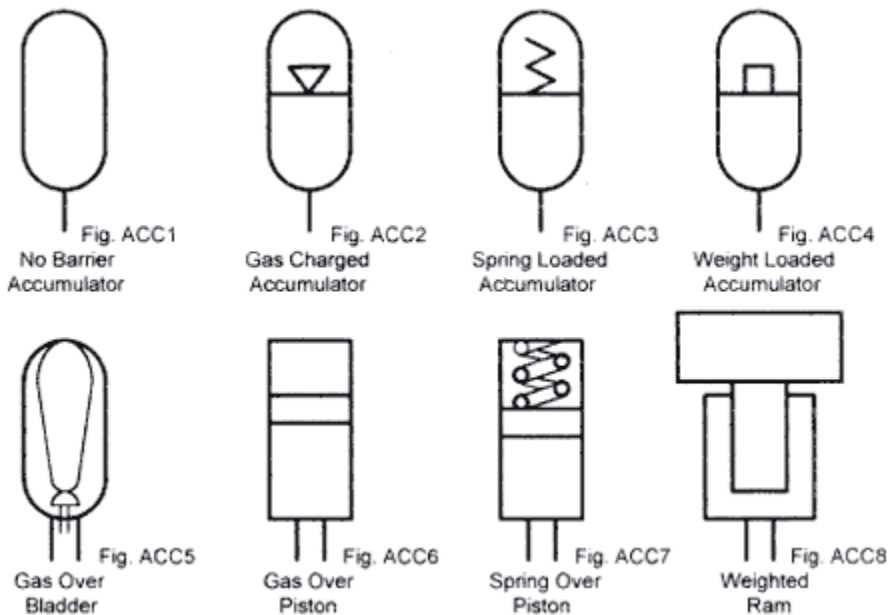 Fig. ACC1
No Barrier
Accumulator
Fig. ACC2
Gas Charged
Accumulator
Fig. ACC3
Spring Loaded
Accumulator
Fig. ACC4
Weight Loaded
Accumulator
Fig. ACC5
Gas Over
Bladder
Fig. ACC6
Gas Over
Piston
Fig. ACC7
Spring Over
Piston
Fig. ACC8
Weighted
Ram